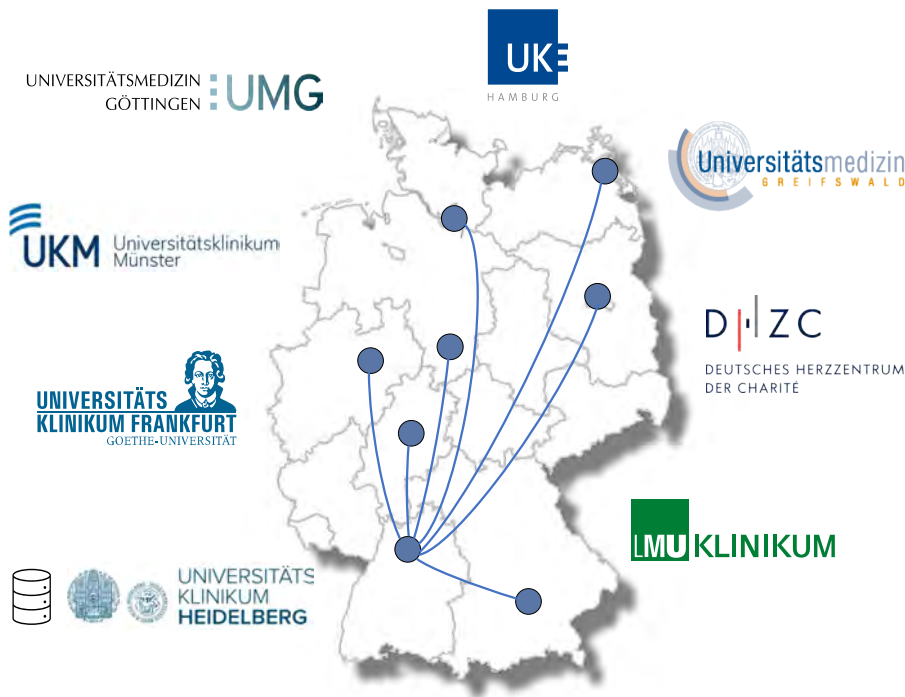 UK
HAMBURG
UNIVERSITÄTSMEDIZIN
GÖTTINGEN
UMG
Universitätsmedizin
GREIFSWALD
UKM
Universitätsklinikum
Münster
DHZC
DEUTSCHES HERZZENTRUM
DER CHARITÉ
UNIVERSITÄTS
KLINIKUM FRANKFURT
GOETHE-UNIVERSITÄT
LMU KLINIKUM
UNIVERSITÄTS
KLINIKUM
HEIDELBERG